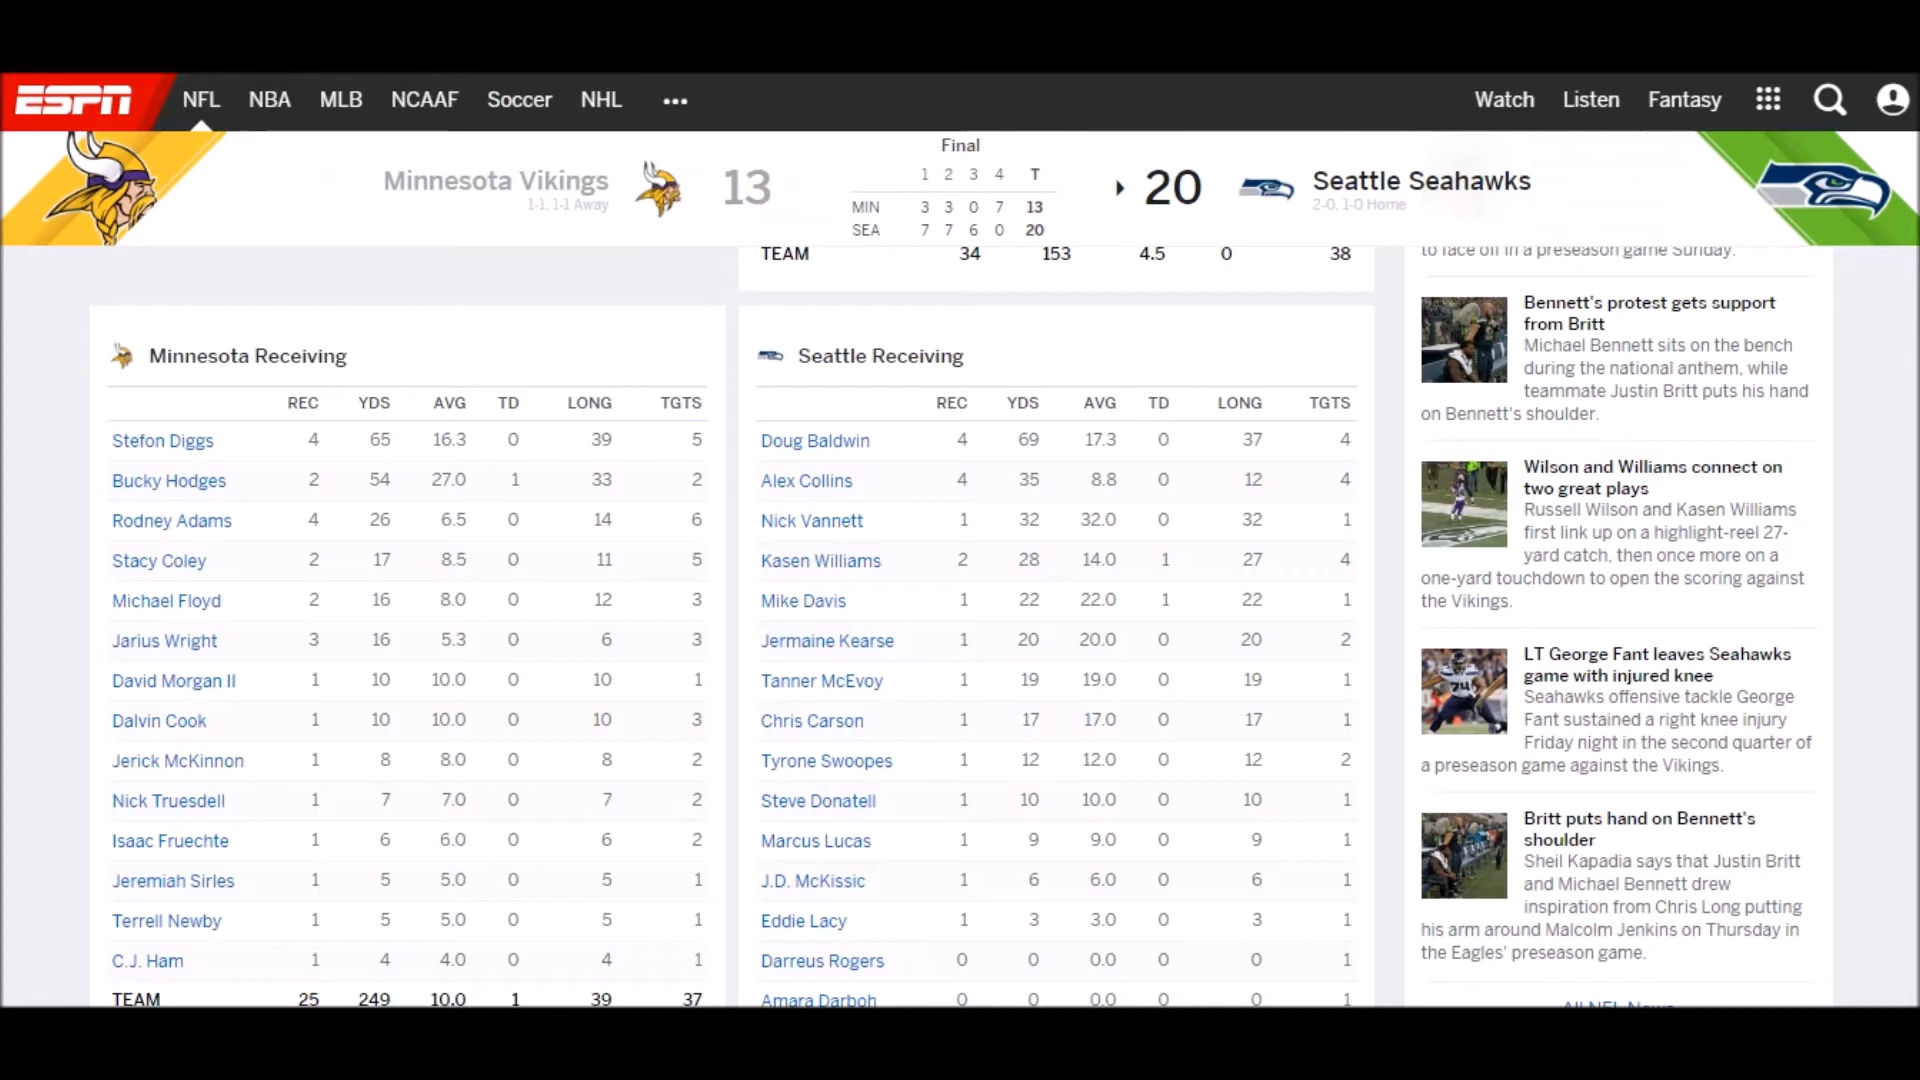 ESPN NFL NBA MLB NCAAF Soccer NHL ... Watch Listen Fantasy
Final
Minnesota Vikings 13 1 2 3 4 T 20 Seattle Seahawks
1-1, 1-1 Away 2-0, 1-0 Home
MIN 3 3 0 7 13
SEA 7 7 6 0 20
TEAM 34 153 4.5 0 38
Minnesota Receiving
REC YDS AVG TD LONG TGTS
Stefon Diggs 4 65 16.3 0 39 5
Bucky Hodges 2 54 27.0 1 33 2
Rodney Adams 4 26 6.5 0 14 6
Stacy Coley 2 17 8.5 0 11 5
Michael Floyd 2 16 8.0 0 12 3
Jarius Wright 3 16 5.3 0 6 3
David Morgan II 1 10 10.0 0 10 1
Dalvin Cook 1 10 10.0 0 10 3
Jerick McKinnon 1 8 8.0 0 8 2
Nick Truesdell 1 7 7.0 0 7 2
Isaac Fruechte 1 6 6.0 0 6 2
Jeremiah Sirles 1 5 5.0 0 5 1
Terrell Newby 1 5 5.0 0 5 1
C.J. Ham 1 4 4.0 0 4 1
TEAM 25 249 10.0 1 39 37
Seattle Receiving
REC YDS AVG TD LONG TGTS
Doug Baldwin 4 69 17.3 0 37 4
Alex Collins 4 35 8.8 0 12 4
Nick Vannett 1 32 32.0 0 32 1
Kasen Williams 2 28 14.0 1 27 4
Mike Davis 1 22 22.0 1 22 1
Jermaine Kearse 1 20 20.0 0 20 2
Tanner McEvoy 1 19 19.0 0 19 1
Chris Carson 1 17 17.0 0 17 1
Tyrone Swoopes 1 12 12.0 0 12 2
Steve Donatell 1 10 10.0 0 10 1
Marcus Lucas 1 9 9.0 0 9 1
J.D. McKissic 1 6 6.0 0 6 1
Eddie Lacy 1 3 3.0 0 3 1
Darreus Rogers 0 0 0.0 0 0 1
Amara Darboh 0 0 0.0 0 0 1
to face off in a preseason game Sunday.
Bennett's protest gets support
from Britt
Michael Bennett sits on the bench
during the national anthem, while
teammate Justin Britt puts his hand
on Bennett's shoulder.
Wilson and Williams connect on
two great plays
Russell Wilson and Kasen Williams
first link up on a highlight-reel 27-
yard catch, then once more on a
one-yard touchdown to open the scoring against
the Vikings.
LT George Fant leaves Seahawks
game with injured knee
Seahawks offensive tackle George
Fant sustained a right knee injury
Friday night in the second quarter of
a preseason game against the Vikings.
Britt puts hand on Bennett's
shoulder
Sheil Kapadia says that Justin Britt
and Michael Bennett drew
inspiration from Chris Long putting
his arm around Malcolm Jenkins on Thursday in
the Eagles' preseason game.
All NFL News